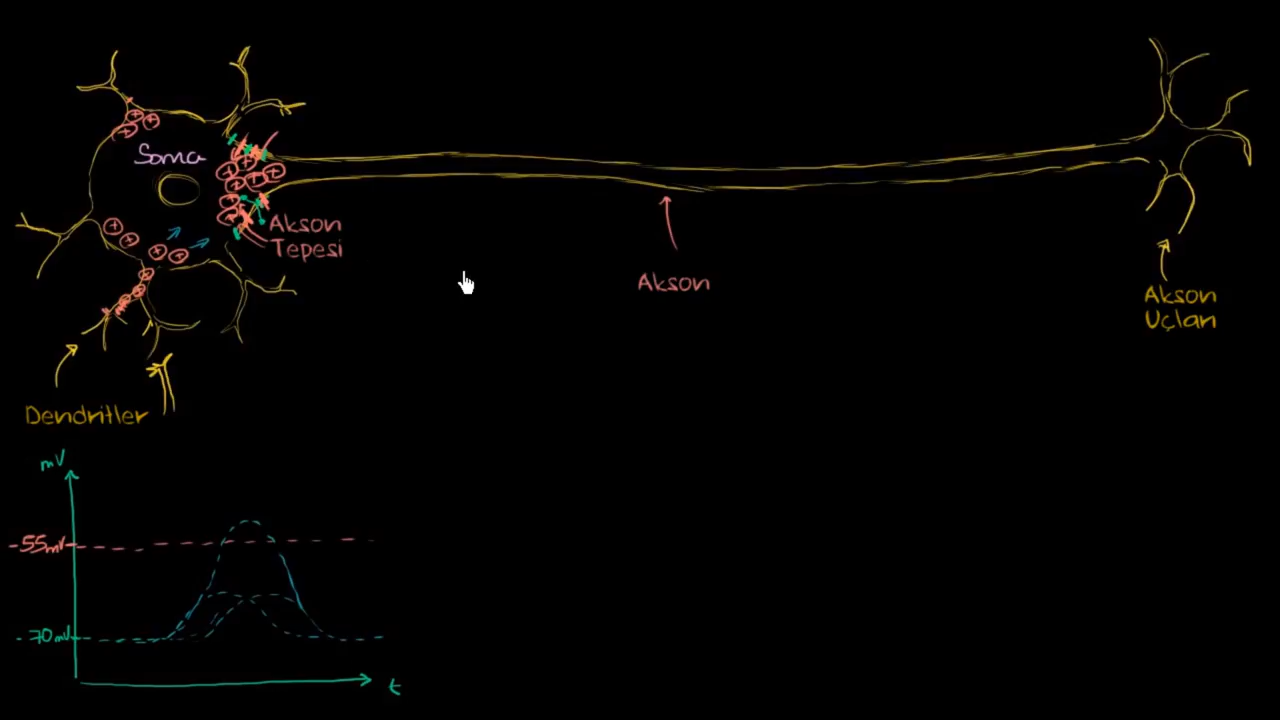 Soma
Akson
Tepesi
Akson
Akson
Uçları
Dendritler
mV
-55mV
-70mV
t